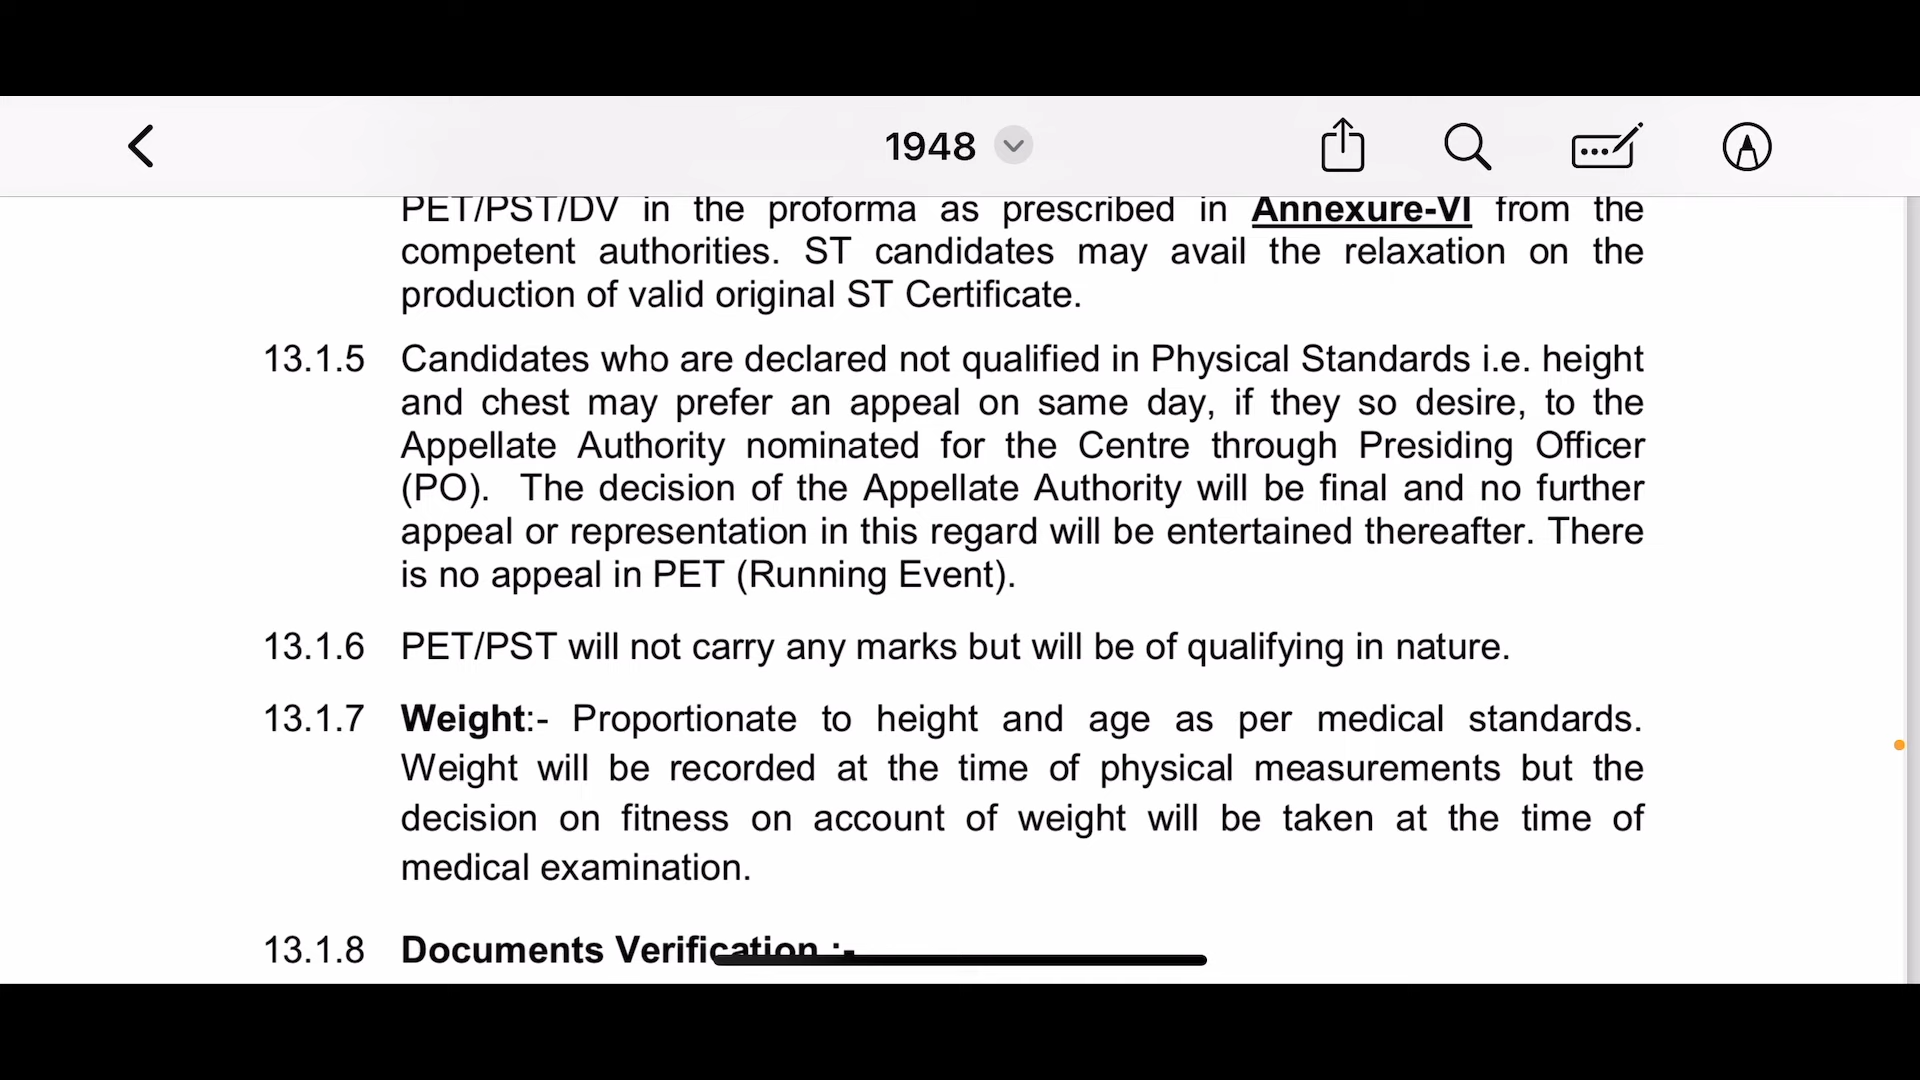 1948
PET/PST/DV in the proforma as prescribed in Annexure-VI from the
competent authorities. ST candidates may avail the relaxation on the
production of valid original ST Certificate.
13.1.5 Candidates who are declared not qualified in Physical Standards i.e. height
and chest may prefer an appeal on same day, if they so desire, to the
Appellate Authority nominated for the Centre through Presiding Officer
(PO). The decision of the Appellate Authority will be final and no further
appeal or representation in this regard will be entertained thereafter. There
is no appeal in PET (Running Event).
13.1.6 PET/PST will not carry any marks but will be of qualifying in nature.
13.1.7 Weight:- Proportionate to height and age as per medical standards.
Weight will be recorded at the time of physical measurements but the
decision on fitness on account of weight will be taken at the time of
medical examination.
13.1.8 Documents Verification :-